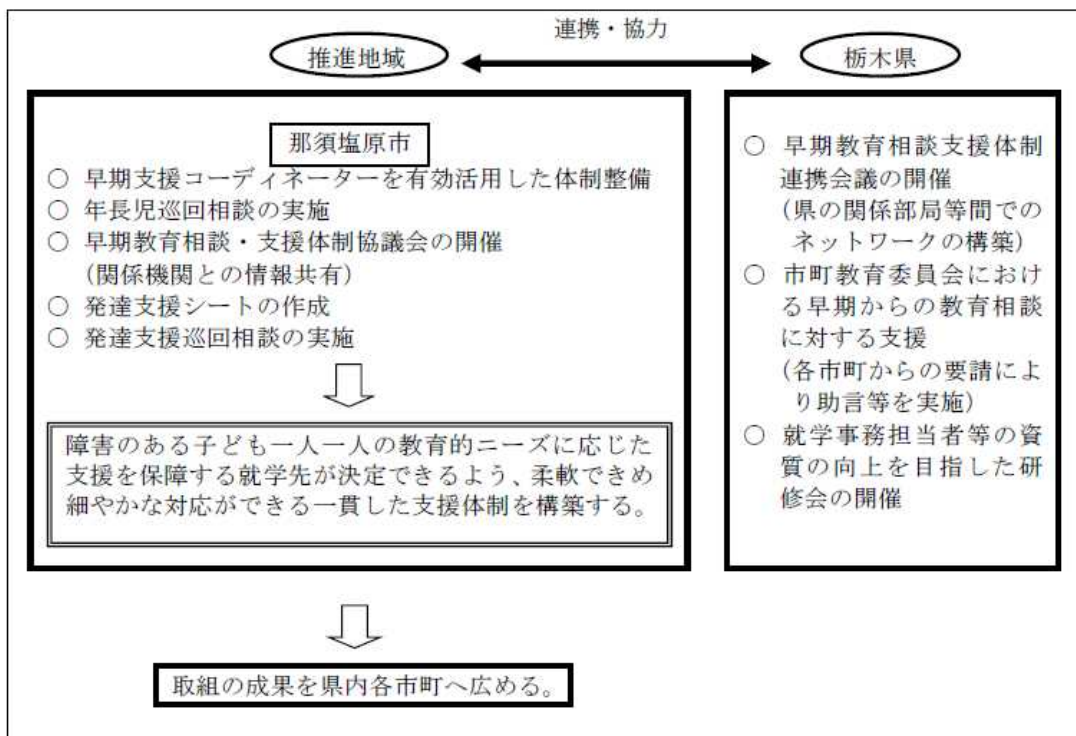 連携・協力
推進地域
栃木県
那須塩原市
○ 早期支援コーディネーターを有効活用した体制整備
○ 年長児巡回相談の実施
○ 早期教育相談・支援体制協議会の開催
(関係機関との情報共有)
○ 発達支援シートの作成
○ 発達支援巡回相談の実施
障害のある子ども一人一人の教育的ニーズに応じた
支援を保障する就学先が決定できるよう、柔軟できめ
細やかな対応ができる一貫した支援体制を構築する。
○ 早期教育相談支援体制
連携会議の開催
(県の関係部局等間での
ネットワークの構築)
○ 市町教育委員会におけ
る早期からの教育相談
に対する支援
(各市町からの要請によ
り助言等を実施)
○ 就学事務担当者等の資
質の向上を目指した研
修会の開催
取組の成果を県内各市町へ広める。